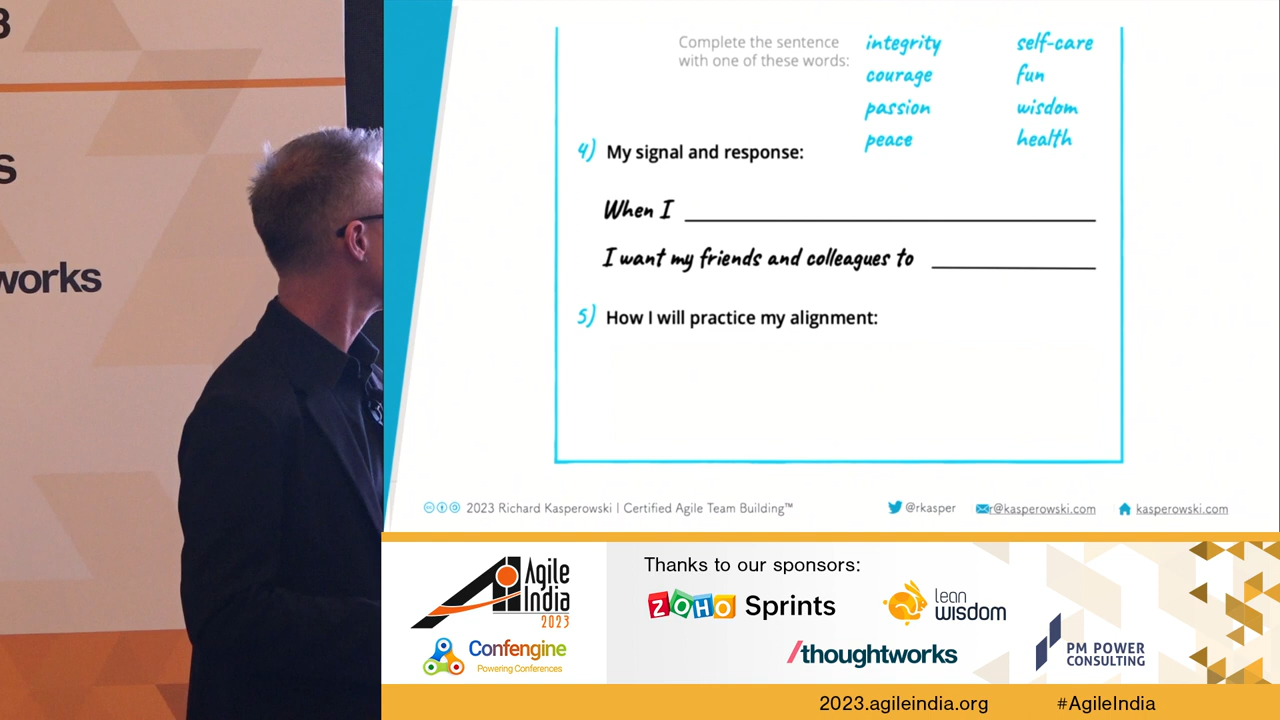 3
S
works
Complete the sentence
with one of these words:
integrity self-care
courage fun
passion wisdom
peace health
4) My signal and response:
When I
I want my friends and colleagues to
5) How I will practice my alignment:
2023 Richard Kasperowski | Certified Agile Team Building™
@rkasper r@kasperowski.com kasperowski.com
Agile
India
2023
Confengine
Powering Conferences
Thanks to our sponsors:
ZOHO Sprints
lean
wisdom
/thoughtworks
PM POWER
CONSULTING
2023.agileindia.org #AgileIndia